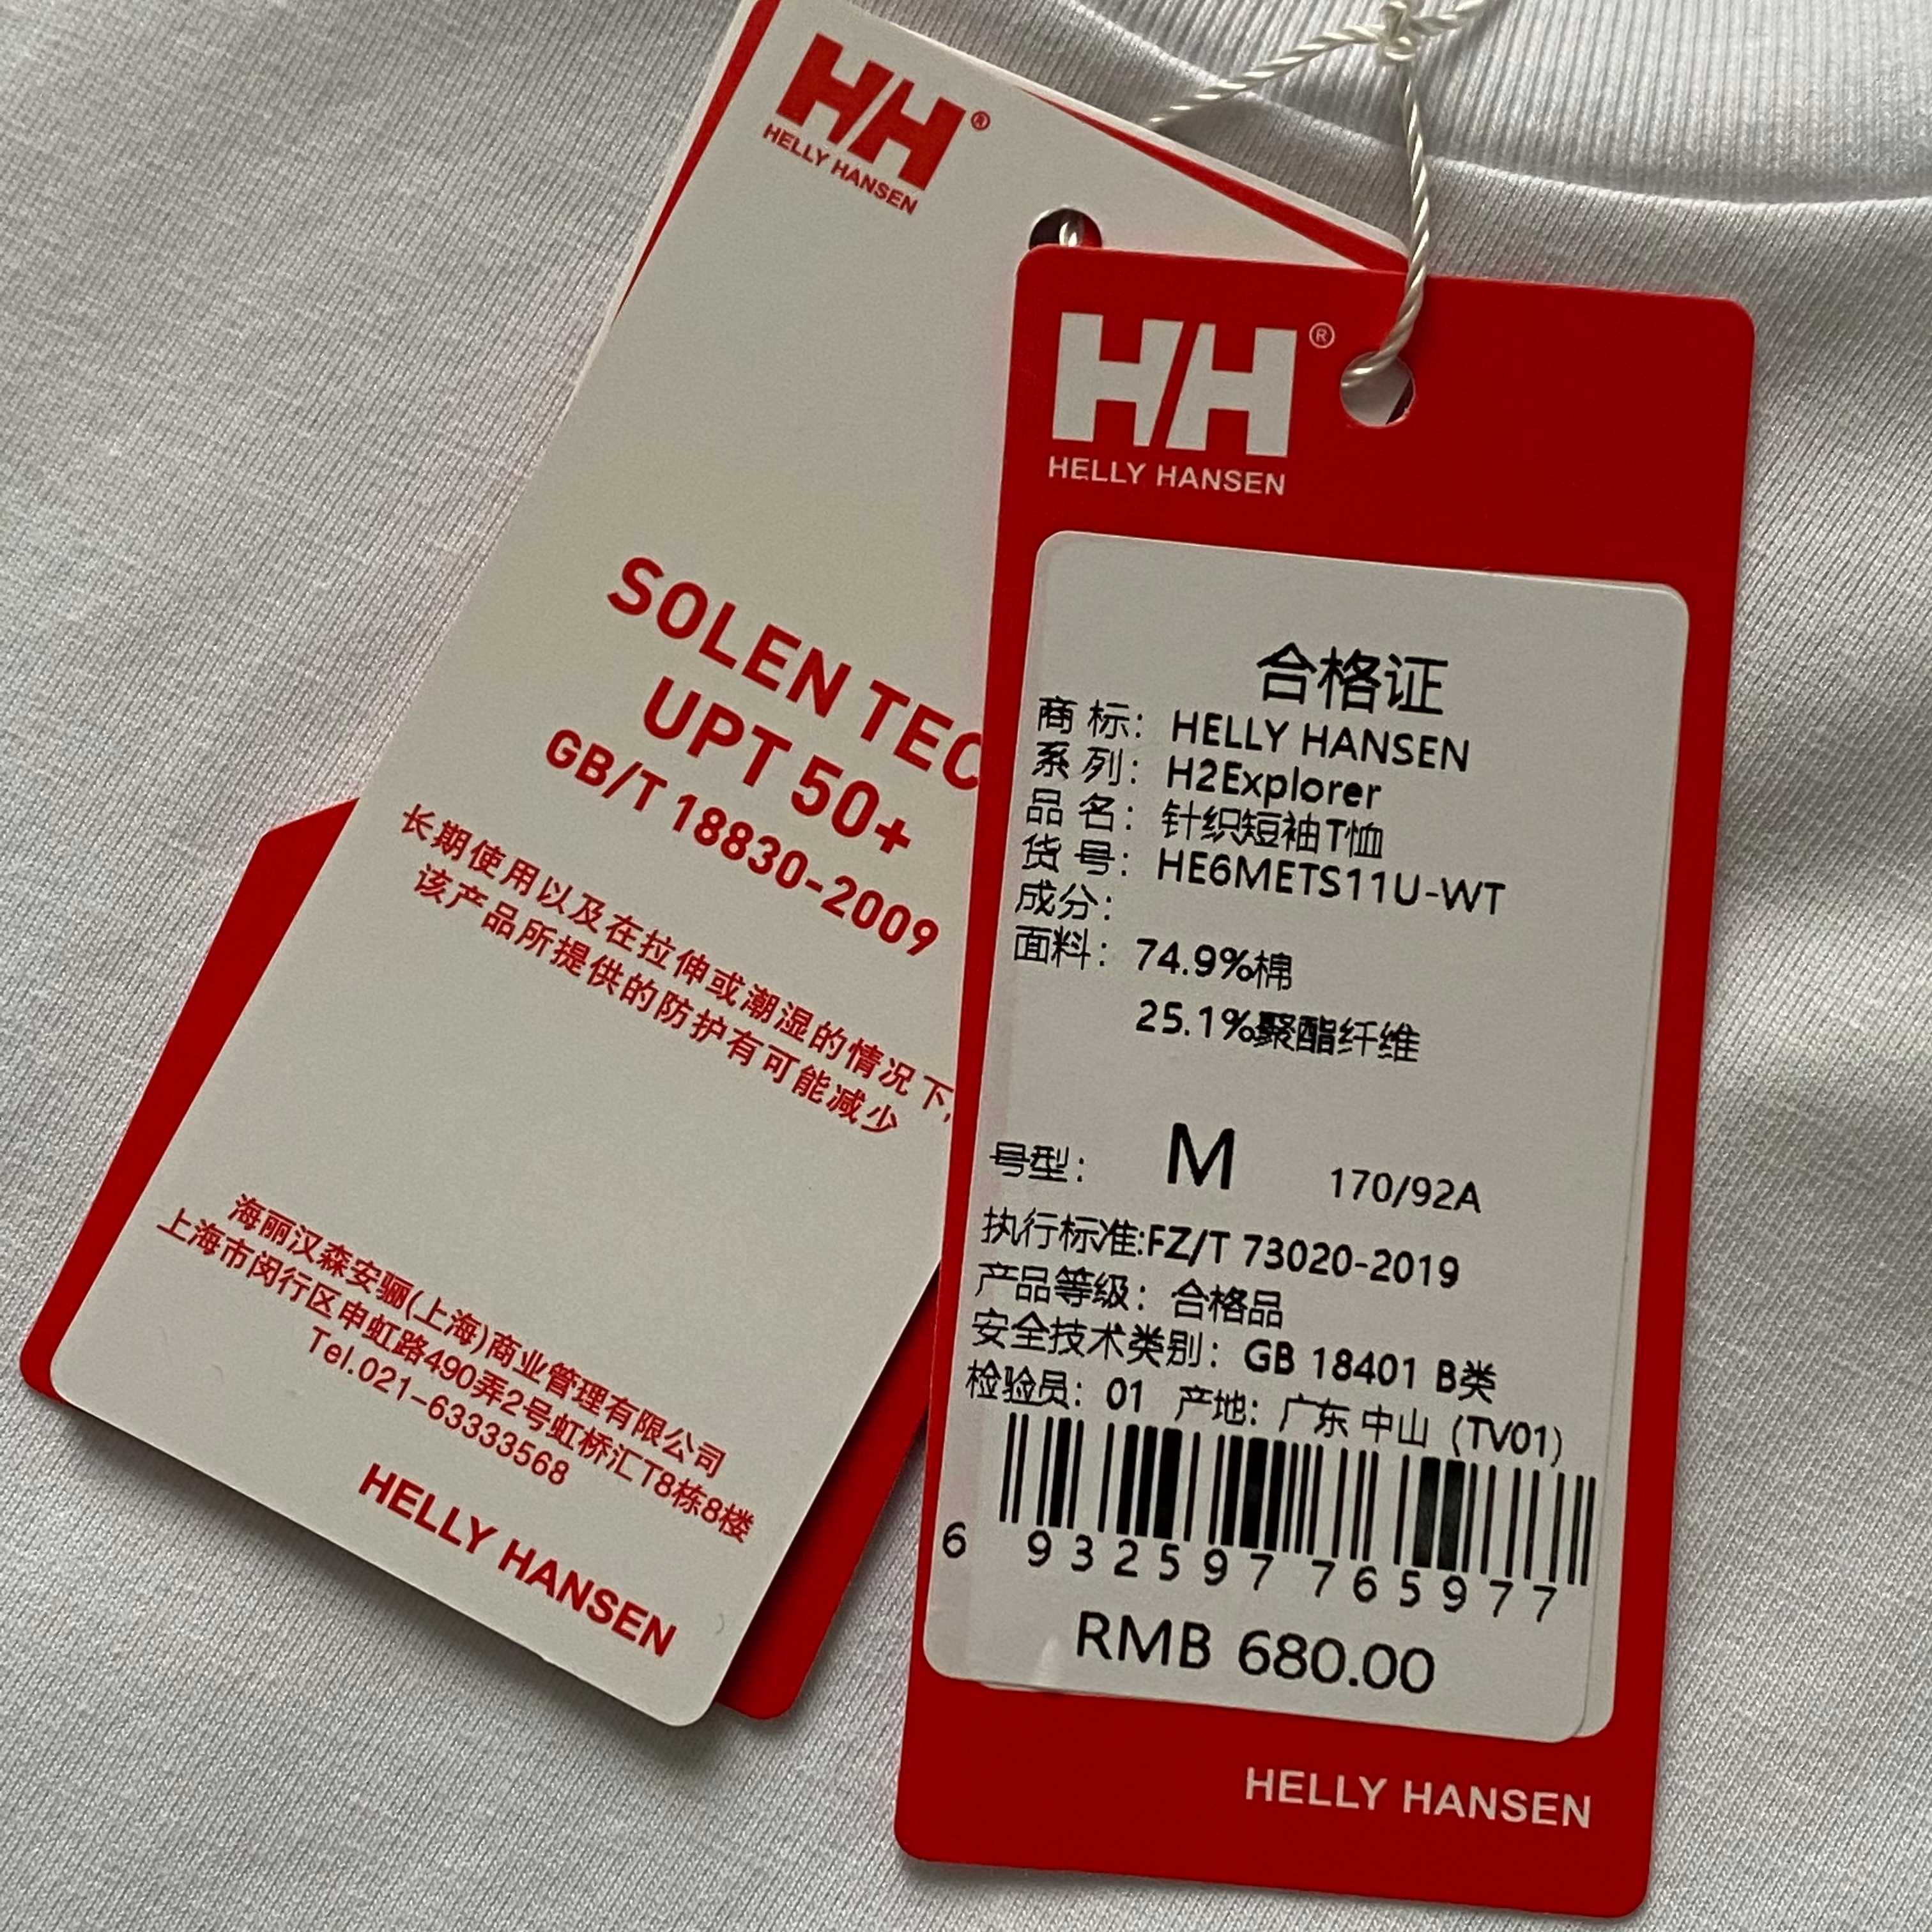 HH®
HELLY HANSEN
SOLEN TEC
UPT 50+
GB/T 18830-2009
长期使用以及在拉伸或潮湿的情况下,
该产品所提供的防护有可能减少
海丽汉森安骊(上海)商业管理有限公司
上海市闵行区申虹路490弄2号虹桥汇T8栋8楼
Tel.021-63333568
HELLY HANSEN
HH®
HELLY HANSEN
合格证
商 标: HELLY HANSEN
系 列: H2Explorer
品 名: 针织短袖T恤
货 号: HE6METS11U-WT
成分:
面料: 74.9%棉
25.1%聚酯纤维
号型: M 170/92A
执行标准:FZ/T 73020-2019
产品等级: 合格品
安全技术类别: GB 18401 B类
检验员: 01 产地: 广东 中山 (TV01)
6 932597 765977
RMB 680.00
HELLY HANSEN